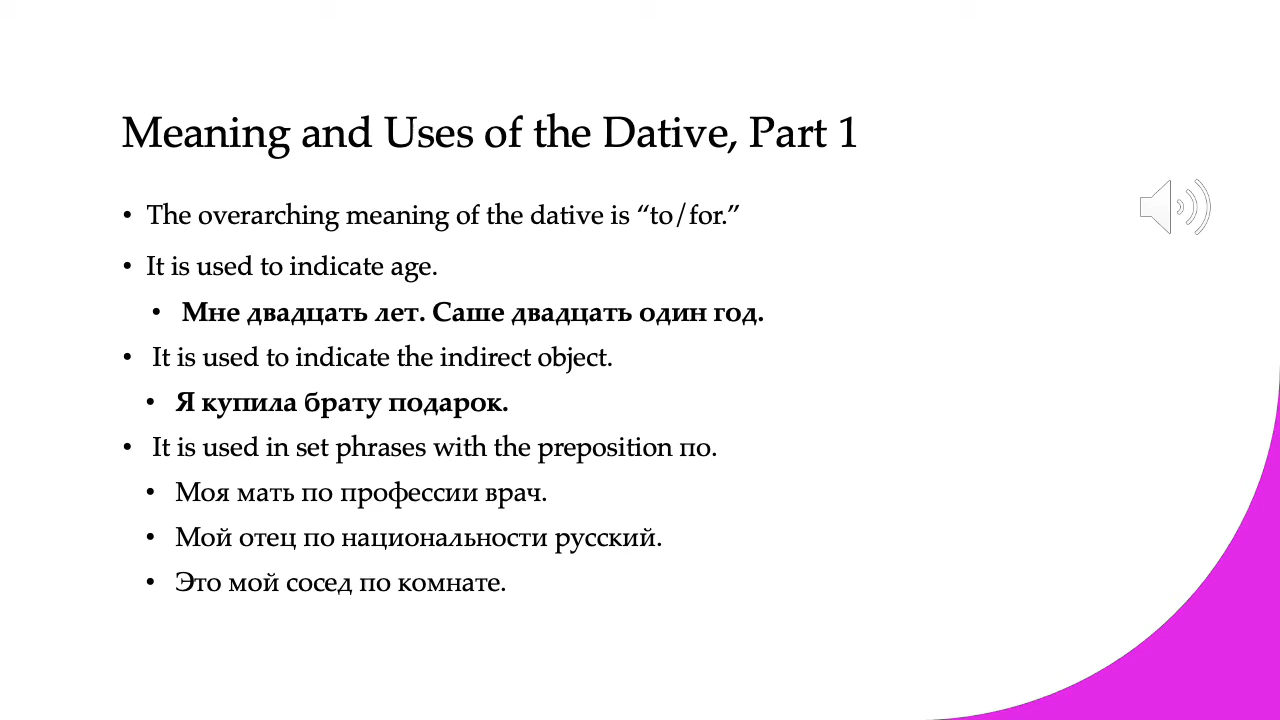 Meaning and Uses of the Dative, Part 1
• The overarching meaning of the dative is “to/for.”
• It is used to indicate age.
• Мне двадцать лет. Саше двадцать один год.
• It is used to indicate the indirect object.
• Я купила брату подарок.
• It is used in set phrases with the preposition по.
• Моя мать по профессии врач.
• Мой отец по национальности русский.
• Это мой сосед по комнате.